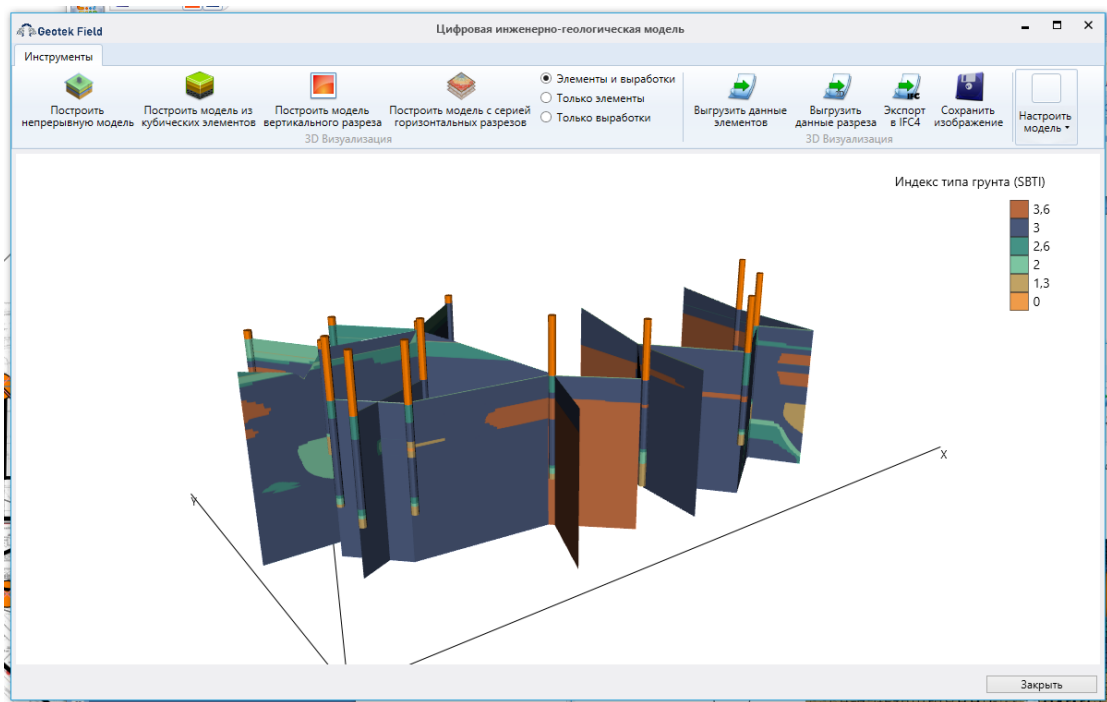 Geotek Field
Цифровая инженерно-геологическая модель
Инструменты
Построить
непрерывную модель
Построить модель из
кубических элементов
Построить модель
вертикального разреза
Построить модель с серией
горизонтальных разрезов
Элементы и выработки
Только элементы
Только выработки
3D Визуализация
Выгрузить данные
элементов
Выгрузить
данные разреза
Экспорт
в IFC4
Сохранить
изображение
3D Визуализация
Настроить
модель
Индекс типа грунта (SBTI)
3,6
3
2,6
2
1,3
0
X
Y
Закрыть